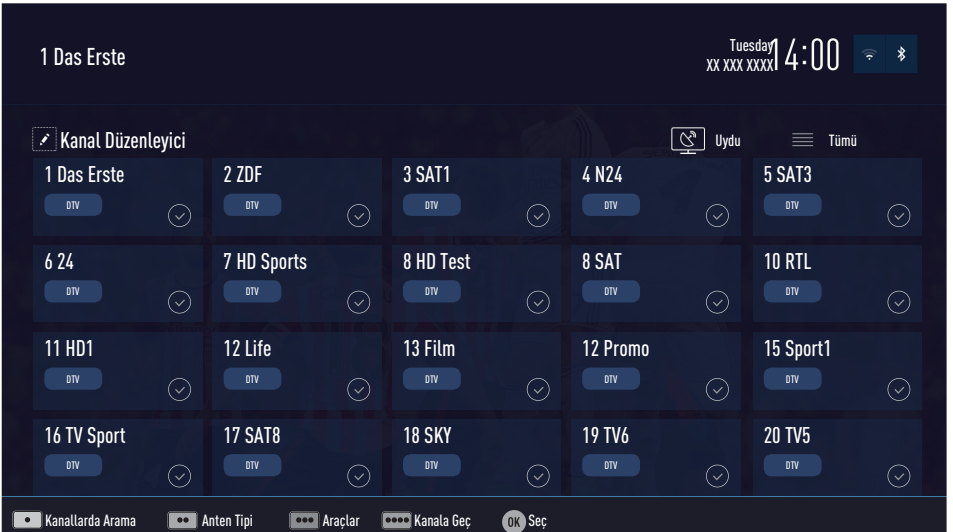 1 Das Erste
Tuesday
XX XXX XXXX
14:00
Kanal Düzenleyici
Uydu
Tümü
1 Das Erste
2 ZDF
3 SAT1
4 N24
5 SAT3
DTV
DTV
DTV
DTV
DTV
6 24
7 HD Sports
8 HD Test
8 SAT
10 RTL
DTV
DTV
DTV
DTV
DTV
11 HD1
12 Life
13 Film
12 Promo
15 Sport1
DTV
DTV
DTV
DTV
DTV
16 TV Sport
17 SAT8
18 SKY
19 TV6
20 TV5
DTV
DTV
DTV
DTV
DTV
Kanallarda Arama
Anten Tipi
Araçlar
Kanala Geç
OK Seç